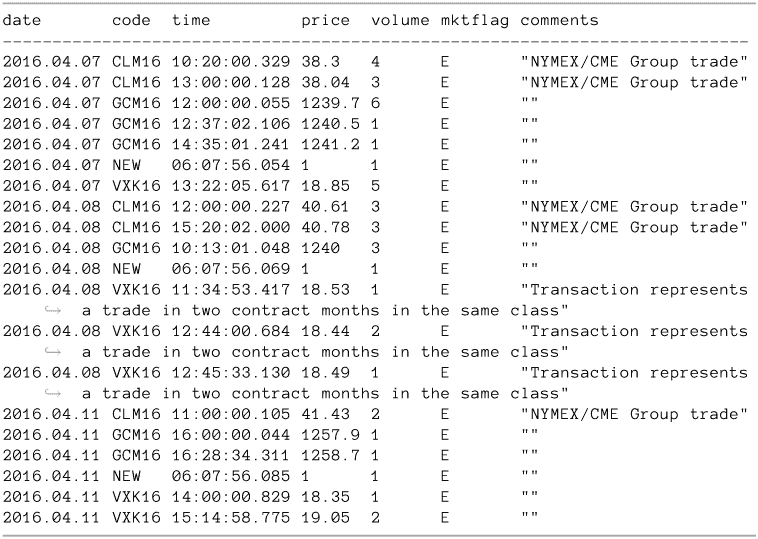 date       code  time         price  volume mktflag comments
---------------------------------------------------------------------------
2016.04.07 CLM16 10:20:00.329 38.3   4      E       "NYMEX/CME Group trade"
2016.04.07 CLM16 13:00:00.128 38.04  3      E       "NYMEX/CME Group trade"
2016.04.07 GCM16 12:00:00.055 1239.7 6      E       ""
2016.04.07 GCM16 12:37:02.106 1240.5 1      E       ""
2016.04.07 GCM16 14:35:01.241 1241.2 1      E       ""
2016.04.07 NEW   06:07:56.054 1      1      E       ""
2016.04.07 VXK16 13:22:05.617 18.85  5      E       ""
2016.04.08 CLM16 12:00:00.227 40.61  3      E       "NYMEX/CME Group trade"
2016.04.08 CLM16 15:20:02.000 40.78  3      E       "NYMEX/CME Group trade"
2016.04.08 GCM16 10:13:01.048 1240   3      E       ""
2016.04.08 NEW   06:07:56.069 1      1      E       ""
2016.04.08 VXK16 11:34:53.417 18.53  1      E       "Transaction represents
    ↪  a trade in two contract months in the same class"
2016.04.08 VXK16 12:44:00.684 18.44  2      E       "Transaction represents
    ↪  a trade in two contract months in the same class"
2016.04.08 VXK16 12:45:33.130 18.49  1      E       "Transaction represents
    ↪  a trade in two contract months in the same class"
2016.04.11 CLM16 11:00:00.105 41.43  2      E       "NYMEX/CME Group trade"
2016.04.11 GCM16 16:00:00.044 1257.9 1      E       ""
2016.04.11 GCM16 16:28:34.311 1258.7 1      E       ""
2016.04.11 NEW   06:07:56.085 1      1      E       ""
2016.04.11 VXK16 14:00:00.829 18.35  1      E       ""
2016.04.11 VXK16 15:14:58.775 19.05  2      E       ""